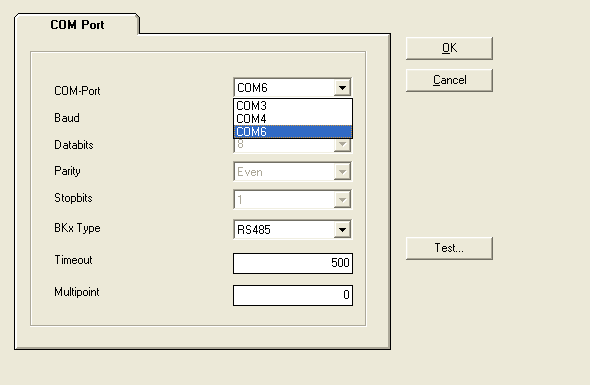 COM Port
OK
Cancel
COM-Port COM6
COM3
Baud COM4
COM6
Databits 8
Parity Even
Stopbits 1
BKx Type RS485
Test...
Timeout 500
Multipoint 0